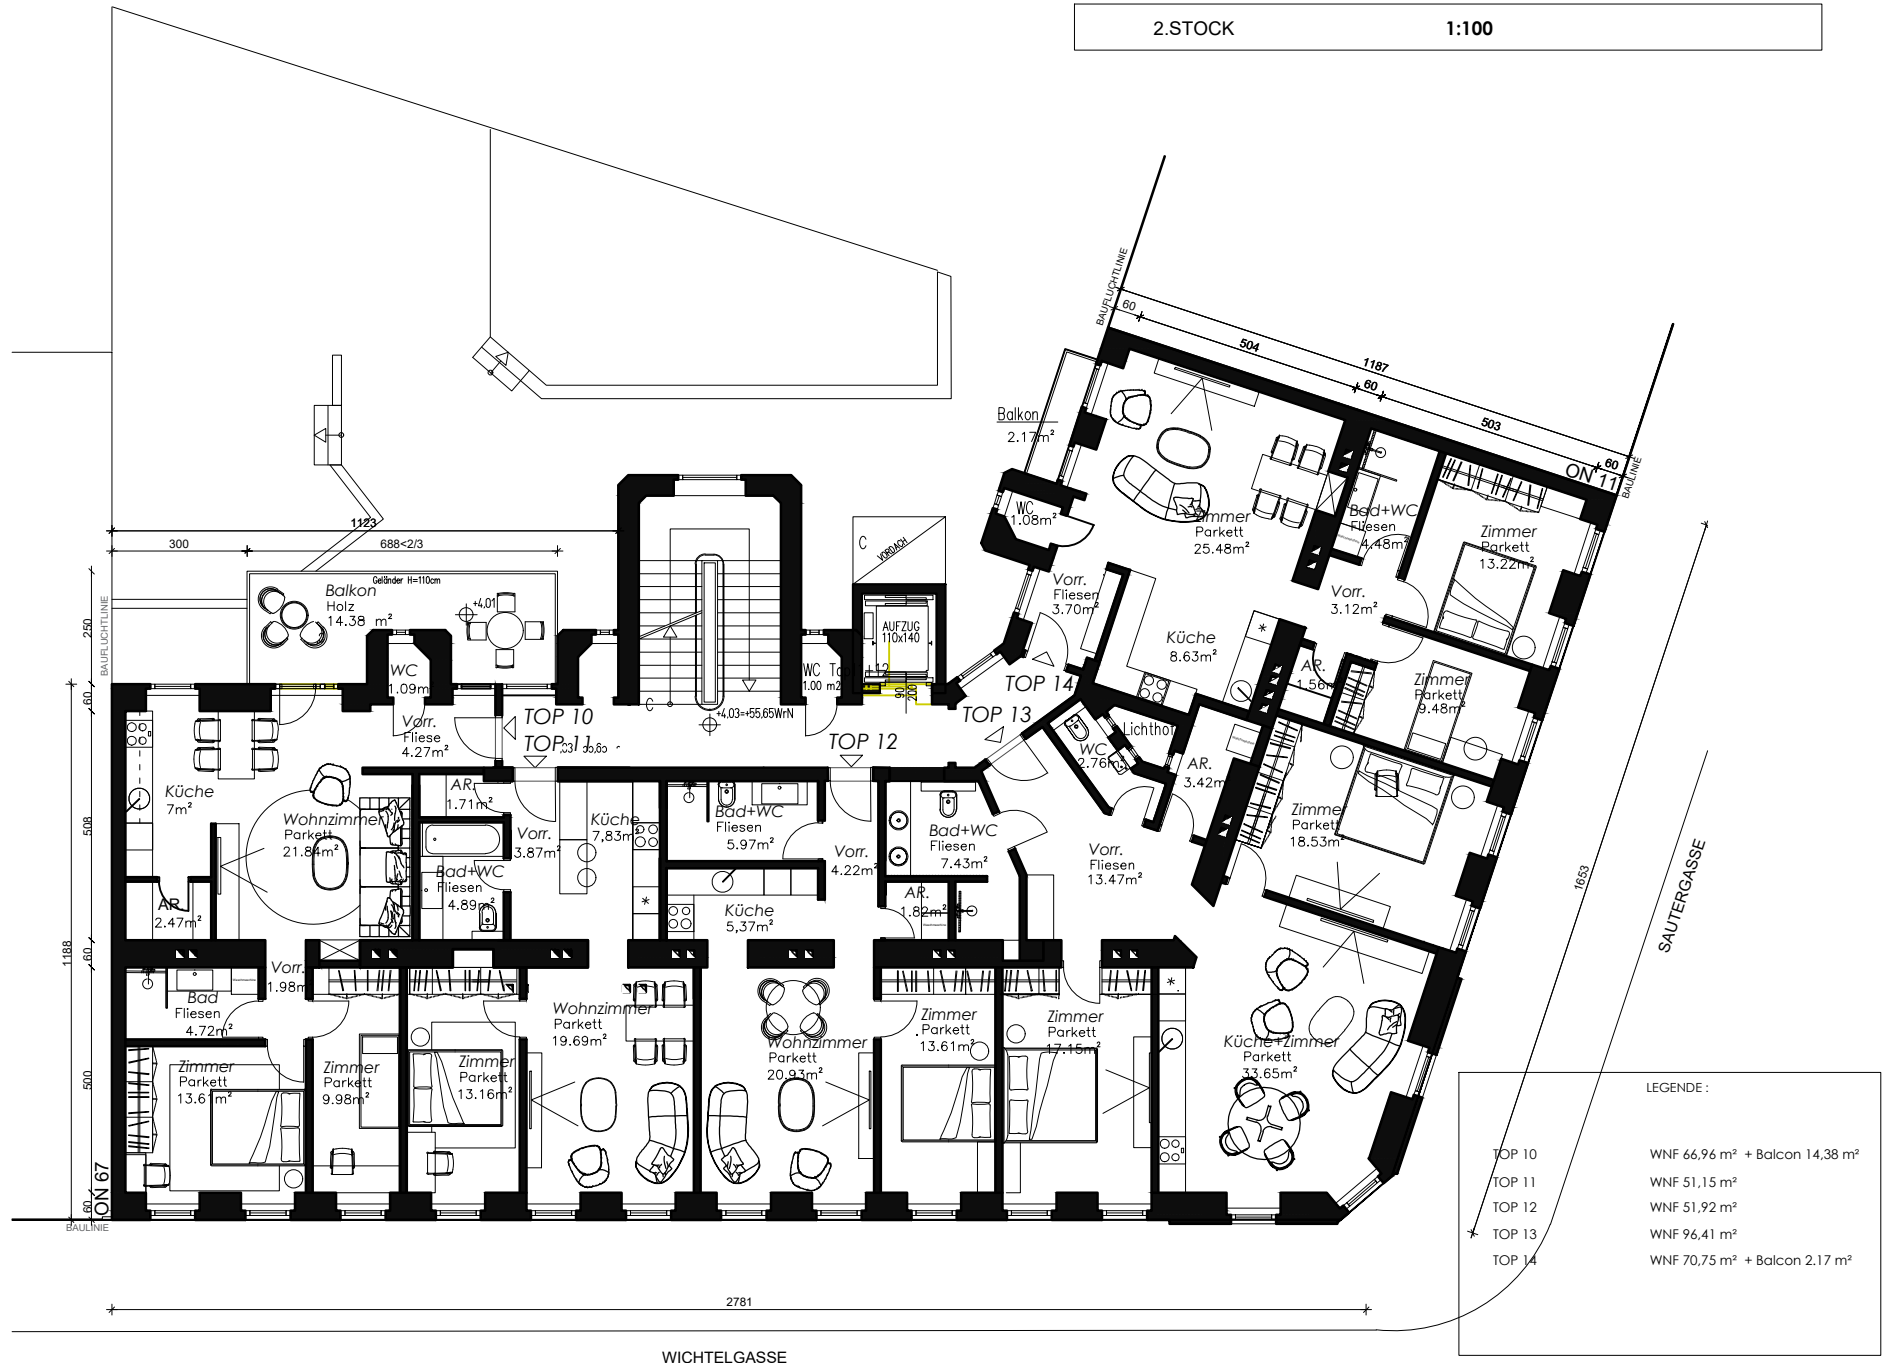 2.STOCK 1:100
BAUFLUCHTLINIE
60
504
1187
60
503
60
ON 11
BAULINIE
Balkon
2.17m²
WC
1.08m²
Zimmer
Parkett
25.48m²
Bad+WC
Fliesen
4.48m²
Zimmer
Parkett
13.22m²
Vorr.
Fliesen
3.70m²
Vorr.
3.12m²
Küche
8.63m²
*
AR.
1.56m²
Zimmer
Parkett
9.48m²
TOP 14
1123
300
688<2/3
Geländer H=110cm
Balkon
Holz
14.38 m²
+4,01
BAUFLUCHTLINIE
250
60
C
VORDACH
AUFZUG
110x140
WC
1.09m²
WC Top 11+12
1.00 m²
90
200
C
+4,03=+55,65WrN
Vorr.
Fliese
4.27m²
TOP 10
TOP 11
TOP 12
TOP 13
WC
2.76m²
Lichthof
AR.
3.42m²
Küche
7m²
Wohnzimmer
Parkett
21.84m²
AR.
1.71m²
Vorr.
3.87m²
Küche
7,83m²
Bad+WC
Fliesen
5.97m²
Vorr.
4.22m²
Bad+WC
Fliesen
7.43m²
Vorr.
Fliesen
13.47m²
Zimmer
Parkett
18.53m²
508
Bad+WC
Fliesen
4.89m²
*
Küche
5,37m²
AR.
1.82m²
AR.
2.47m²
1653
SAUTERGASSE
1188
60
Vorr.
1.98m²
Bad
Fliesen
4.72m²
Wohnzimmer
Parkett
19.69m²
Wohnzimmer
Parkett
20.93m²
Zimmer
Parkett
13.61m²
Zimmer
Parkett
17.15m²
*
Küche+Zimmer
Parkett
33.65m²
500
Zimmer
Parkett
13.61m²
Zimmer
Parkett
9.98m²
Zimmer
Parkett
13.16m²
60
ON 67
BAULINIE
LEGENDE :
TOP 10 WNF 66,96 m² + Balcon 14,38 m²
TOP 11 WNF 51,15 m²
TOP 12 WNF 51,92 m²
TOP 13 WNF 96,41 m²
TOP 14 WNF 70,75 m² + Balcon 2.17 m²
2781
WICHTELGASSE